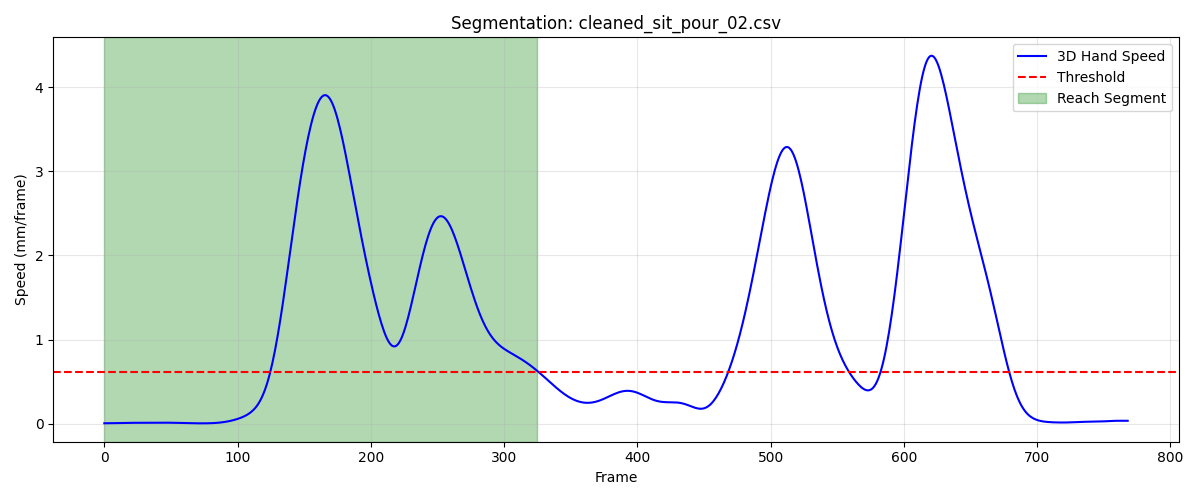 Segmentation: cleaned_sit_pour_02.csv
3D Hand Speed
Threshold
Reach Segment
Speed (mm/frame)
4
3
2
1
0
0 100 200 300 400 500 600 700 800
Frame